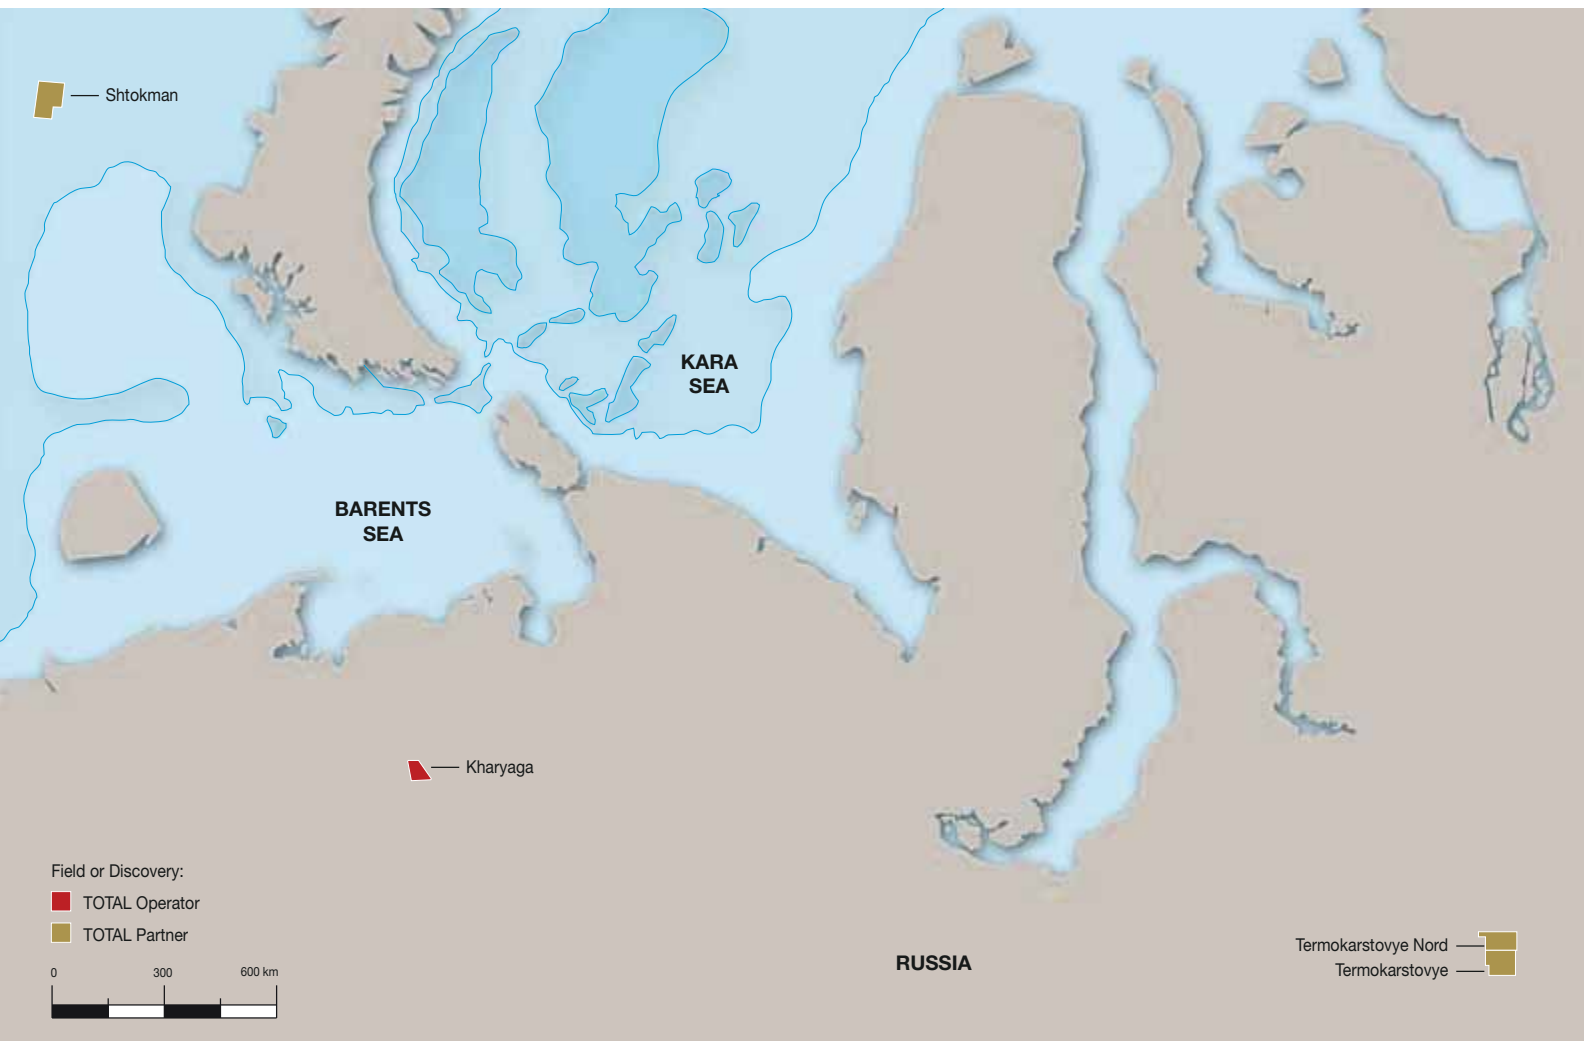 Shtokman
KARA
SEA
BARENTS
SEA
Kharyaga
Field or Discovery:
TOTAL Operator
TOTAL Partner
0 300 600 km
RUSSIA
Termokarstovye Nord
Termokarstovye